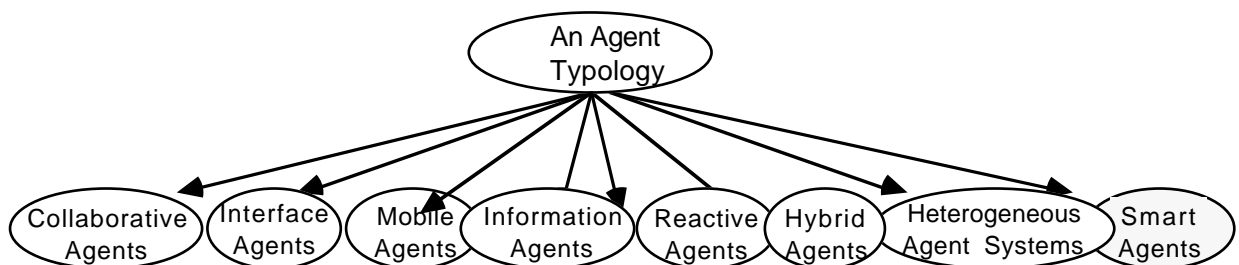 An Agent
Typology
Collaborative
Agents
Interface
Agents
Mobile
Agents
Information
Agents
Reactive
Agents
Hybrid
Agents
Heterogeneous
Agent Systems
Smart
Agents